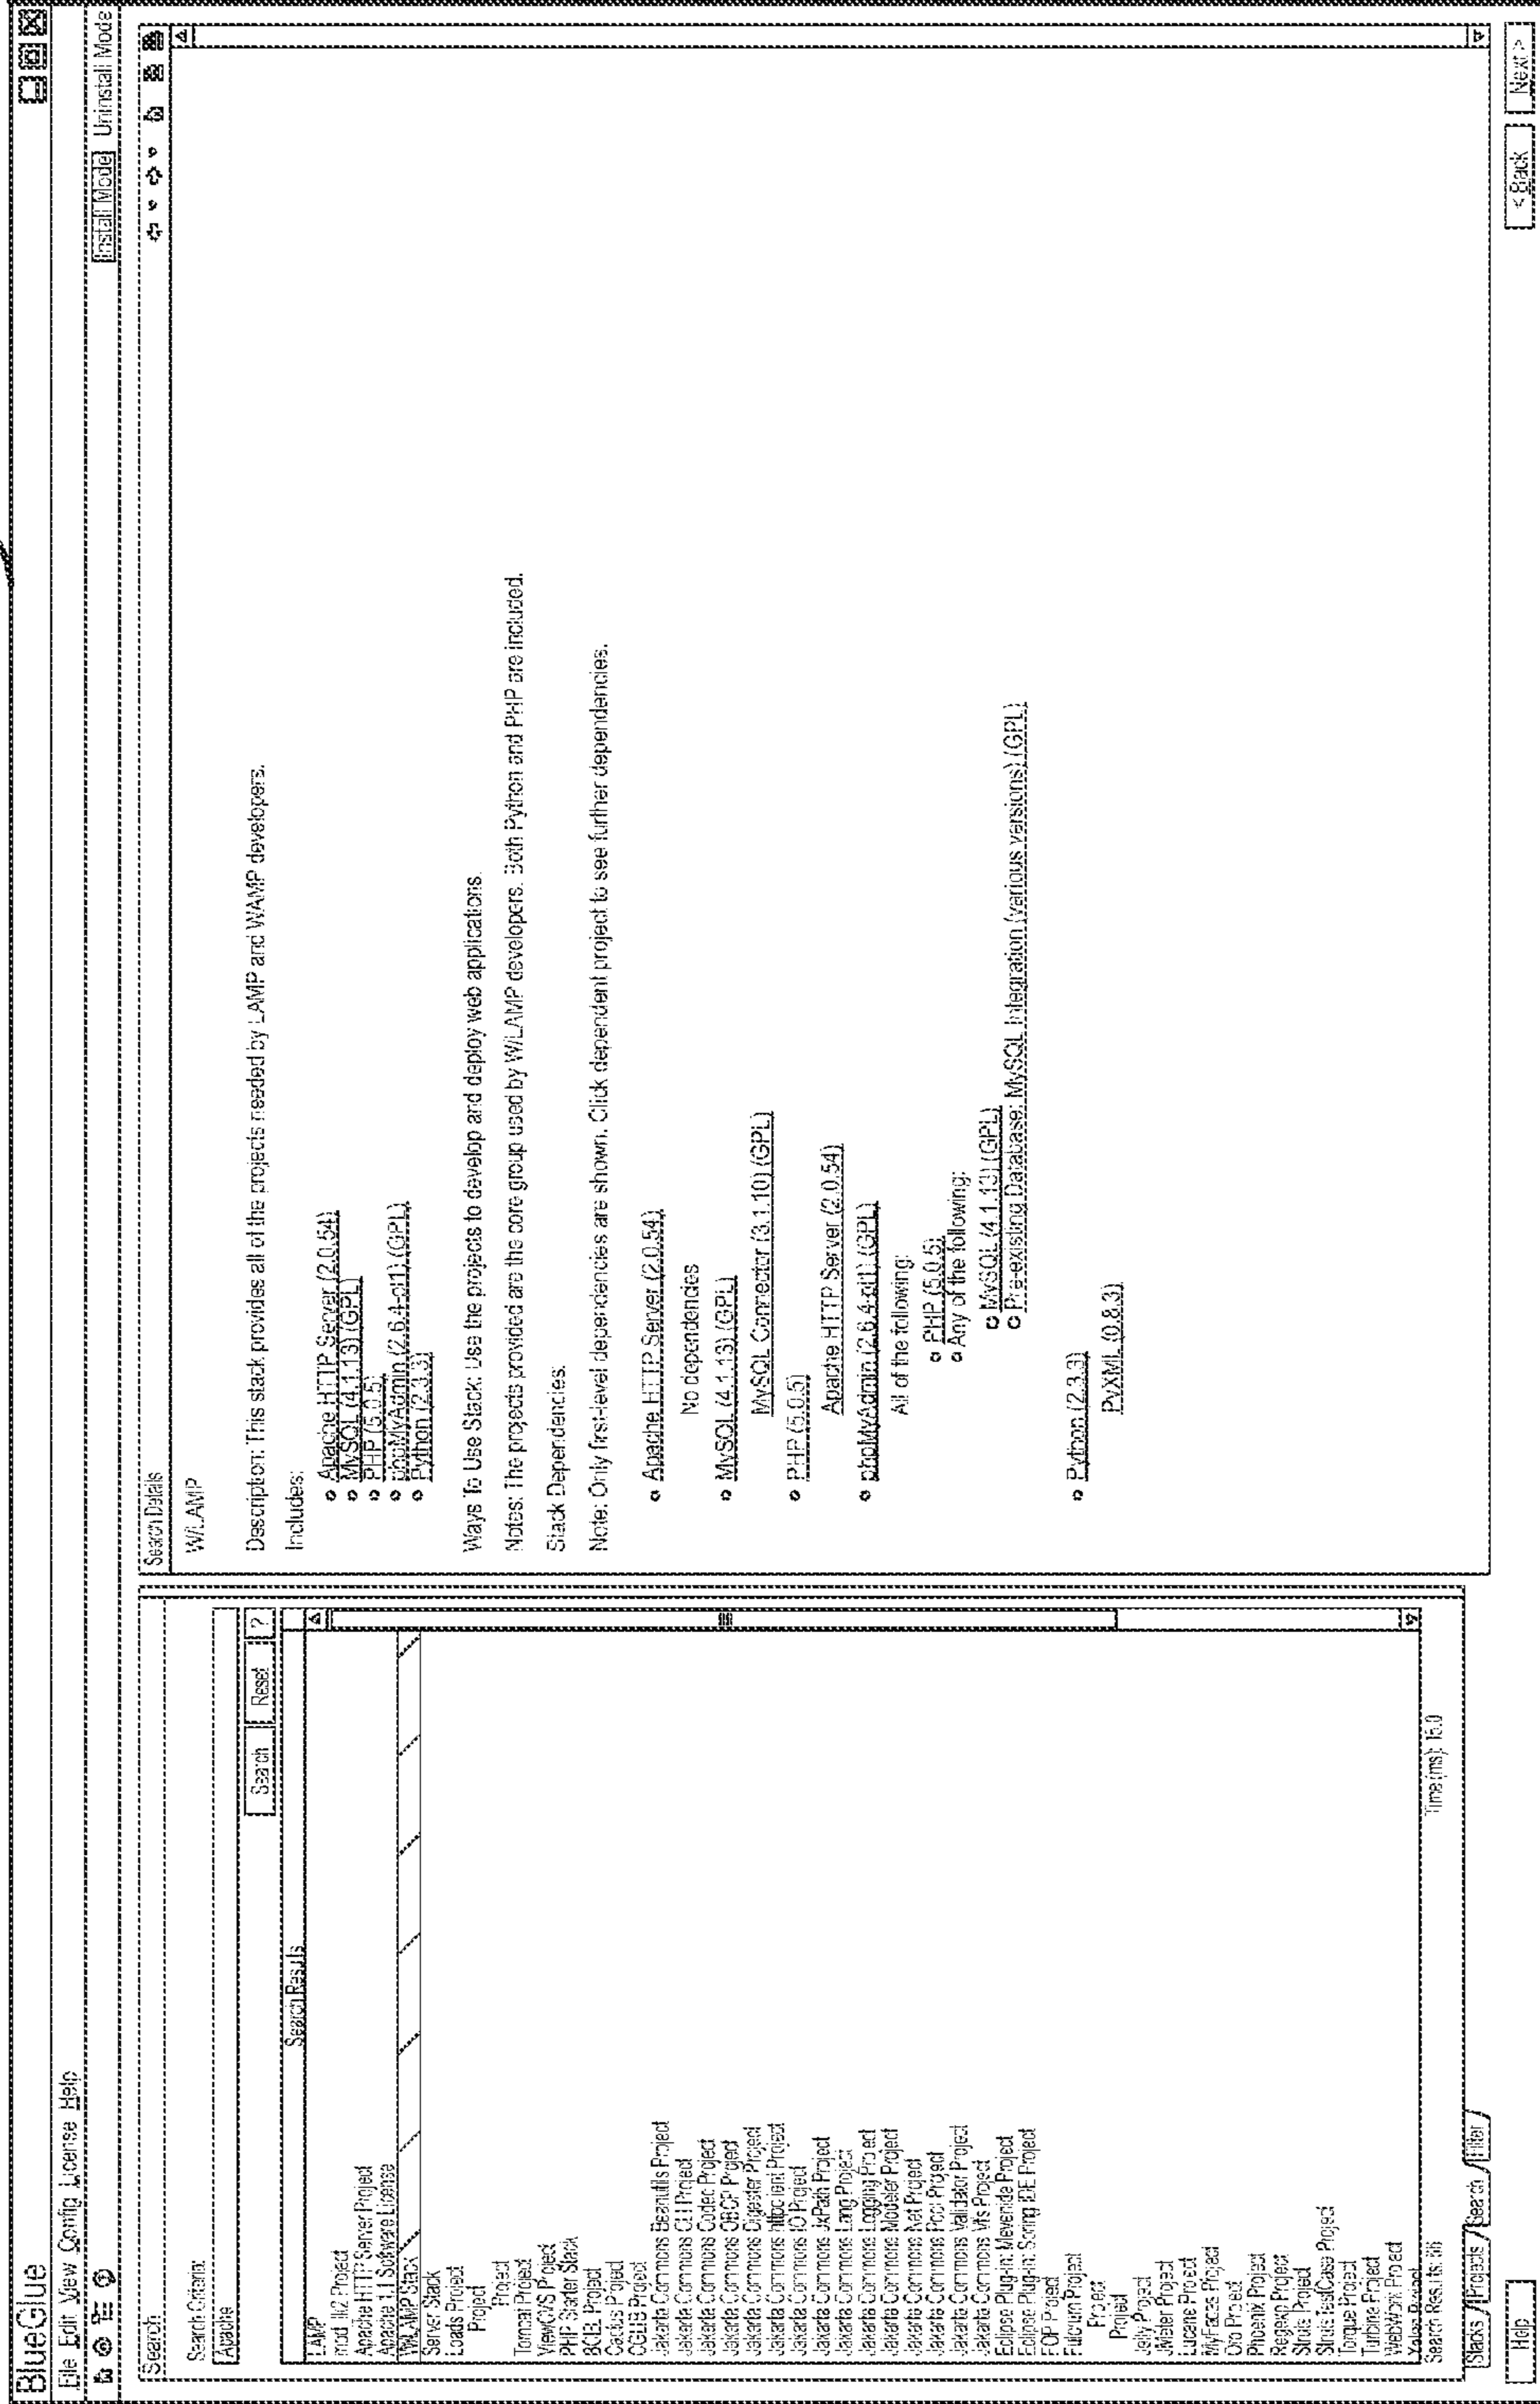 BlueGlue
File Edit View Config License Help
Install Mode Uninstall Mode
Search
Search Criteria:
Apache
Search Reset ?
Search Results
LAMP
mod_jk2 Project
Apache HTTP Server Project
Apache 1.1 Software License
W/LAMP Stack
Server Stack
Loads Project
Project
Project
Tomcat Project
ViewCVS Project
PHP Starter Stack
BCEL Project
Cactus Project
CGLIB Project
Jakarta Commons Beanutils Project
Jakarta Commons CLI Project
Jakarta Commons Codec Project
Jakarta Commons DBCP Project
Jakarta Commons Digester Project
Jakarta Commons httpclient Project
Jakarta Commons IO Project
Jakarta Commons JxPath Project
Jakarta Commons Lang Project
Jakarta Commons Logging Project
Jakarta Commons Modeler Project
Jakarta Commons Net Project
Jakarta Commons Pool Project
Jakarta Commons Validator Project
Jakarta Commons Vfs Project
Eclipse Plug-in: Mevenide Project
Eclipse Plug-in: Spring IDE Project
FOP Project
Fulcrum Project
Project
Project
Jelly Project
JMeter Project
Lucene Project
MyFaces Project
Oro Project
Phoenix Project
Regexp Project
Struts Project
Struts TestCase Project
Torque Project
Turbine Project
WebWork Project
Search Results:
Time (ms): 15.0
Stacks Projects Search Filter
Help
Search Details
W/LAMP
Description: This stack provides all of the projects needed by LAMP and WAMP developers.
Includes:
Apache HTTP Server (2.0.54)
MySQL (4.1.13) (GPL)
PHP (5.0.5)
phpMyAdmin (2.6.4-pl1) (GPL)
Python (2.3.3)
Ways To Use Stack: Use the projects to develop and deploy web applications.
Notes: The projects provided are the core group used by W/LAMP developers. Both Python and PHP are included.
Stack Dependencies:
Note: Only first-level dependencies are shown. Click dependent project to see further dependencies.
Apache HTTP Server (2.0.54)
No dependencies
MySQL (4.1.13) (GPL)
MySQL Connector (3.1.10) (GPL)
PHP (5.0.5)
Apache HTTP Server (2.0.54)
phpMyAdmin (2.6.4-pl1) (GPL)
All of the following:
PHP (5.0.5)
Any of the following:
MySQL (4.1.13) (GPL)
Pre-existing Database: MySQL Integration (various versions) (GPL)
Python (2.3.3)
PyXML (0.8.3)
< Back Next >